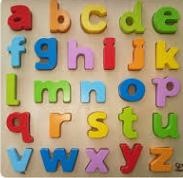 a b c d e
f g h i j k
l m n o p
q r s t u
v w x y z